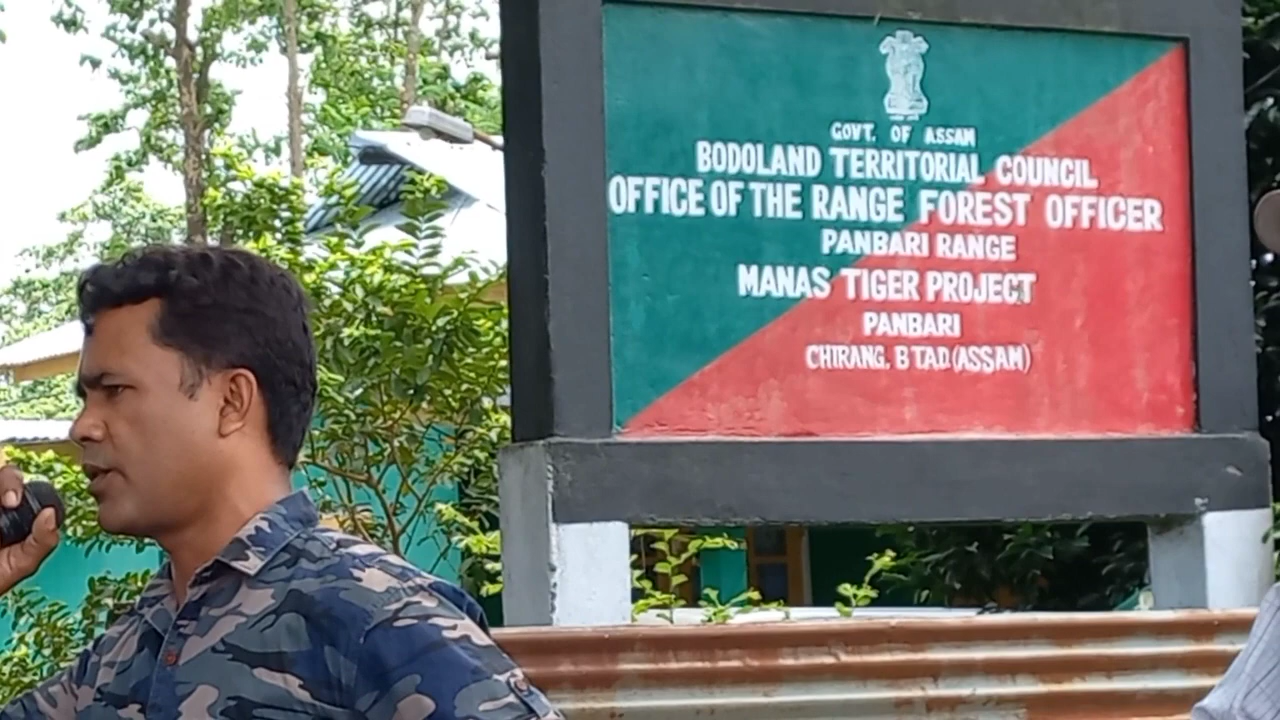 GOVT. OF ASSAM
BODOLAND TERRITORIAL COUNCIL
OFFICE OF THE RANGE FOREST OFFICER
PANBARI RANGE
MANAS TIGER PROJECT
PANBARI
CHIRANG. BTAD.(ASSAM)